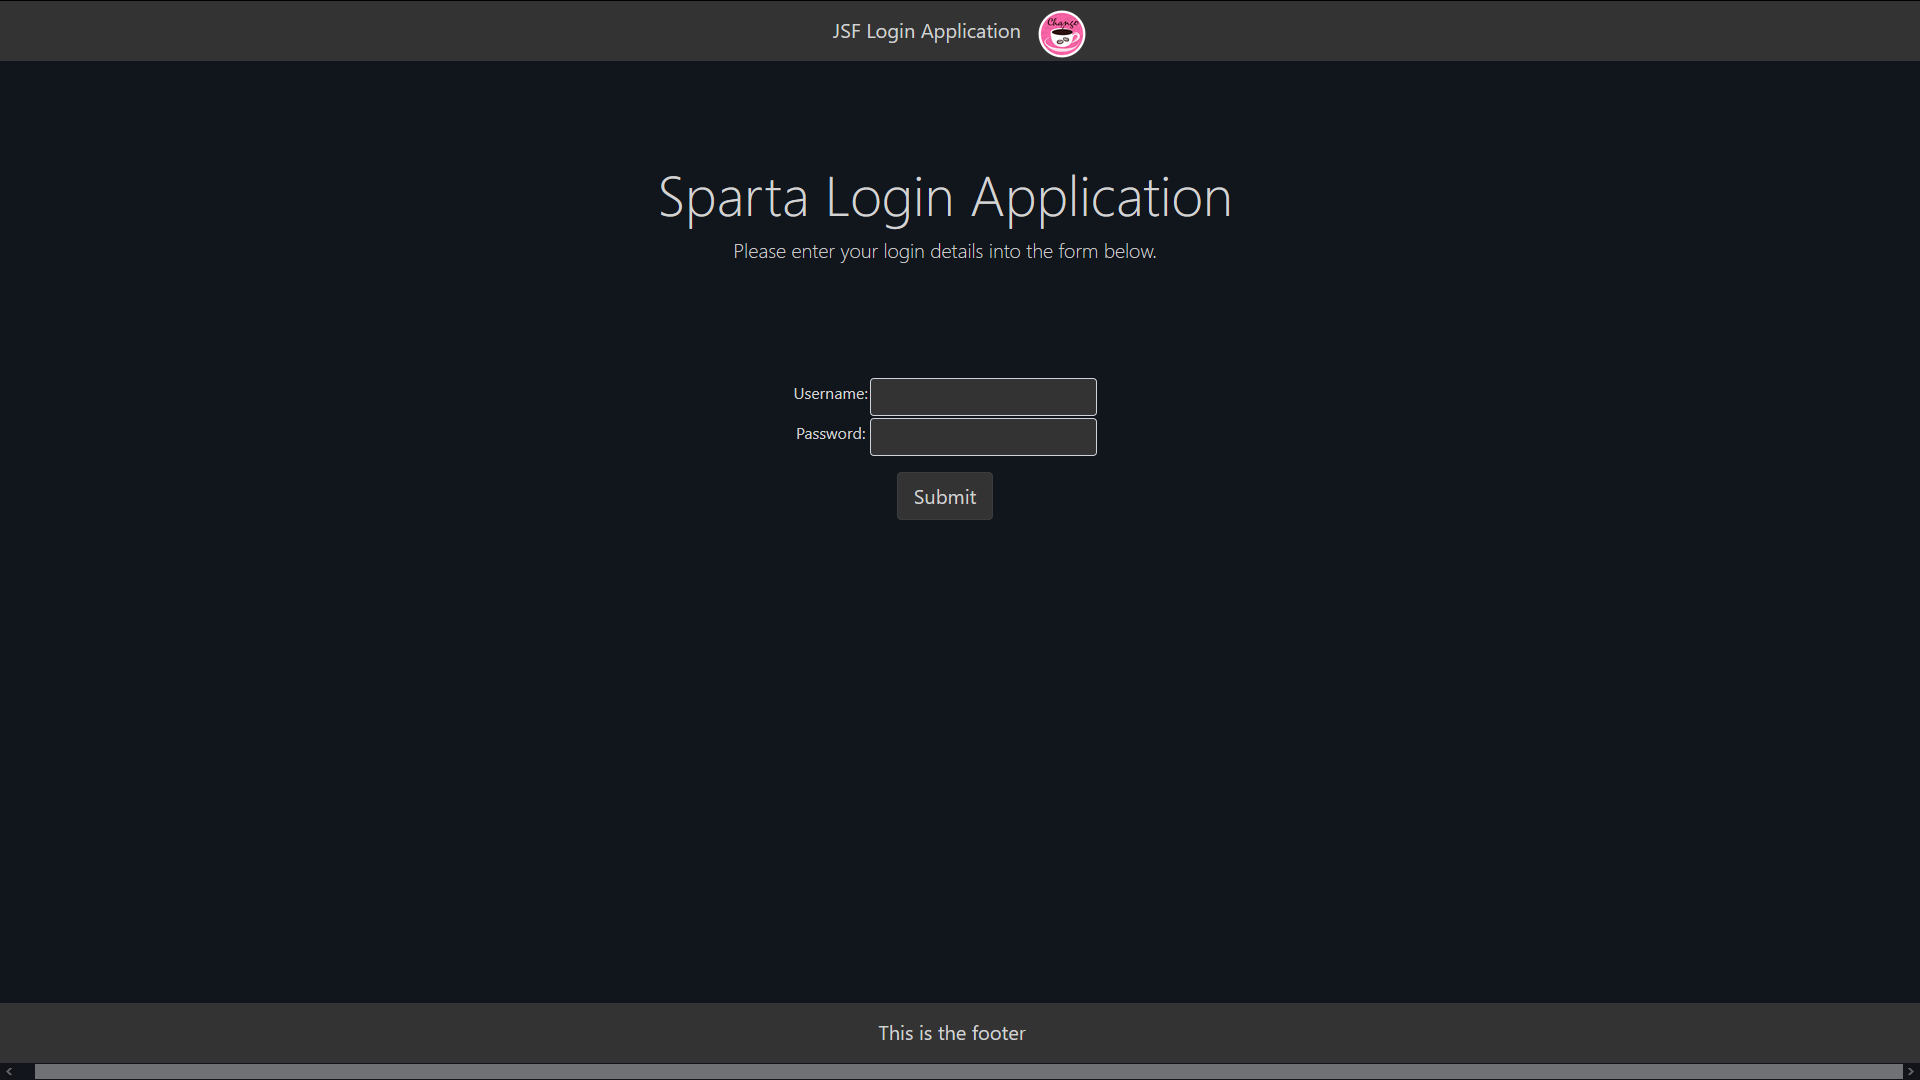 JSF Login Application
Chango
Sparta Login Application
Please enter your login details into the form below.
Username:
Password:
Submit
This is the footer